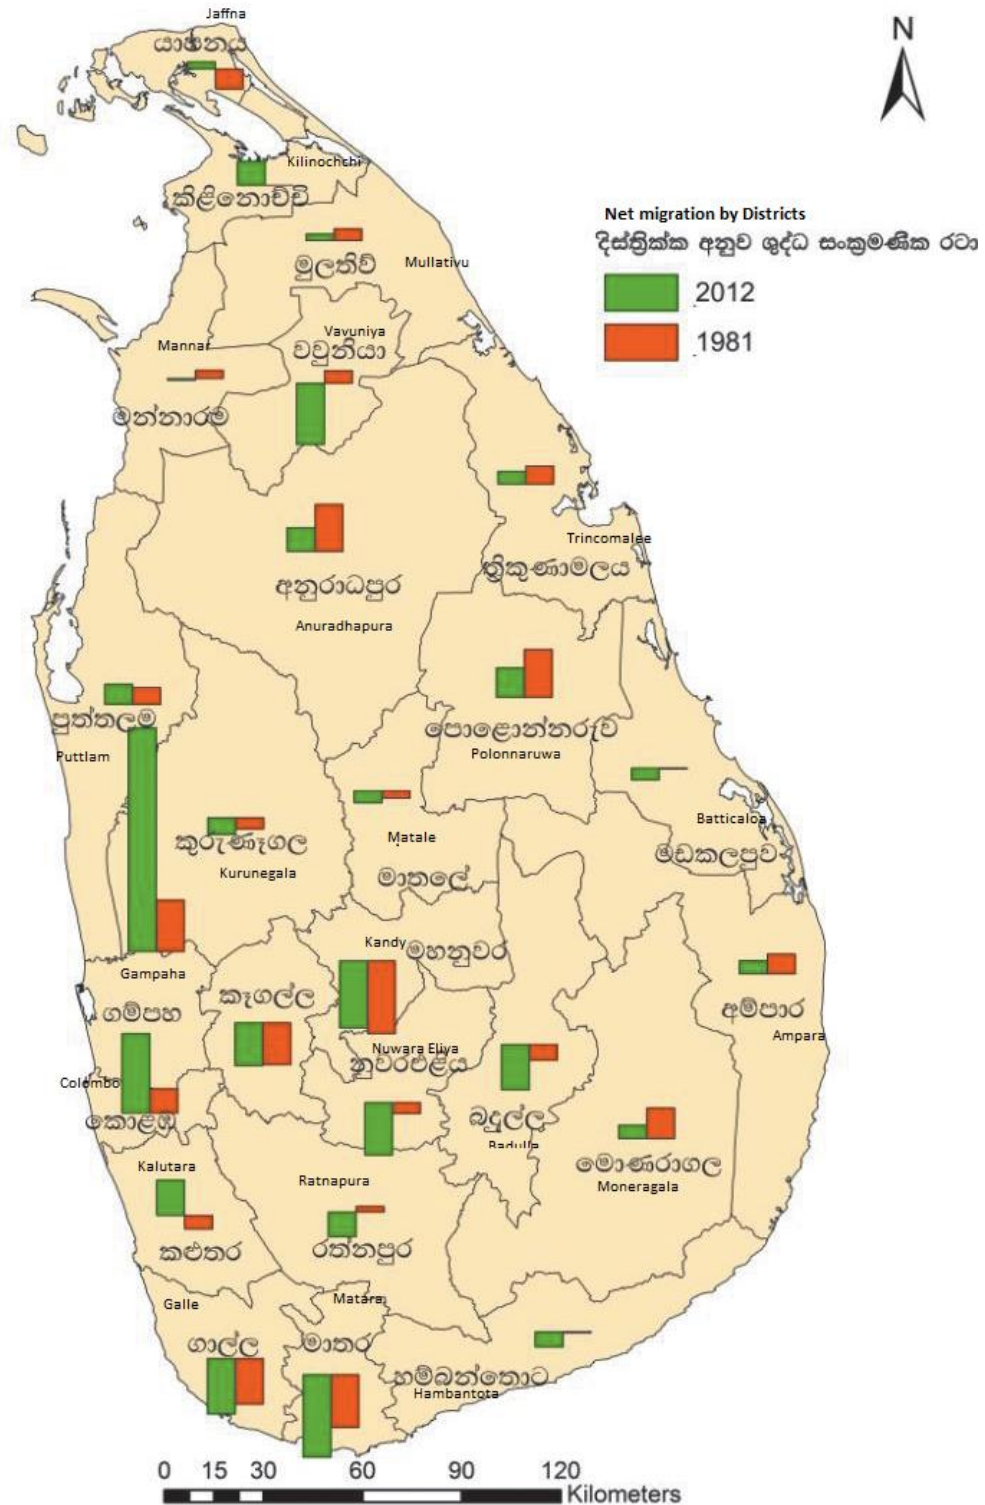 Jaffna
යාපනය
N
Kilinochchi
කිළිනොච්චි
Net migration by Districts
දිස්ත්‍රික්ක අනුව ශුද්ධ සංක්‍රමණික රටා
2012
1981
මුලතිව්
Mullativu
Mannar
Vavuniya
වවුනියා
මන්නාරම
Trincomalee
ත්‍රිකුණාමලය
අනුරාධපුර
Anuradhapura
පුත්තලම
Puttlam
පොළොන්නරුව
Polonnaruwa
Batticaloa
මඩකලපුව
කුරුණෑගල
Kurunegala
Matale
මාතලේ
Kandy
මහනුවර
Gampaha
ගම්පහ
කෑගල්ල
අම්පාර
Ampara
Nuwara Eliya
නුවරඑළිය
Colombo
කොළඹ
බදුල්ල
Badulla
මොණරාගල
Moneragala
Kalutara
කළුතර
Ratnapura
රත්නපුර
Galle
ගාල්ල
Matara
මාතර
හම්බන්තොට
Hambantota
0 15 30 60 90 120
Kilometers